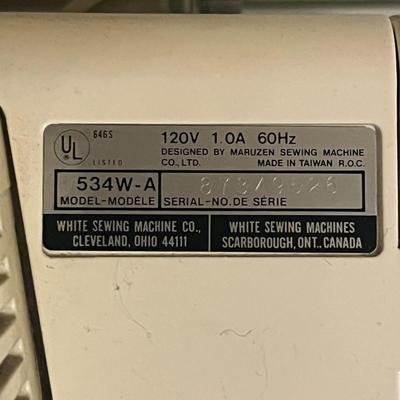 UL 646S
LISTED
120V 1.0A 60Hz
DESIGNED BY MARUZEN SEWING MACHINE
CO., LTD. MADE IN TAIWAN R.O.C.
534W-A
MODEL-MODÈLE SERIAL-NO. DE SÉRIE
WHITE SEWING MACHINE CO.,
CLEVELAND, OHIO 44111
WHITE SEWING MACHINES
SCARBOROUGH, ONT.. CANADA